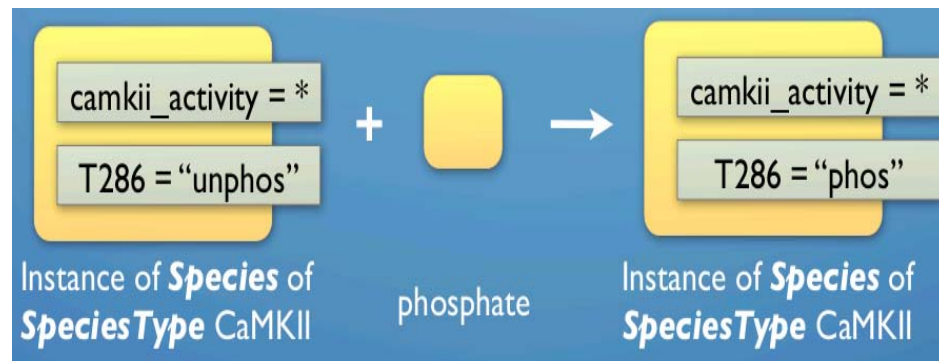 camkii_activity = *
T286 = “unphos”
+
→
camkii_activity = *
T286 = “phos”
Instance of Species of
SpeciesType CaMKII
phosphate
Instance of Species of
SpeciesType CaMKII